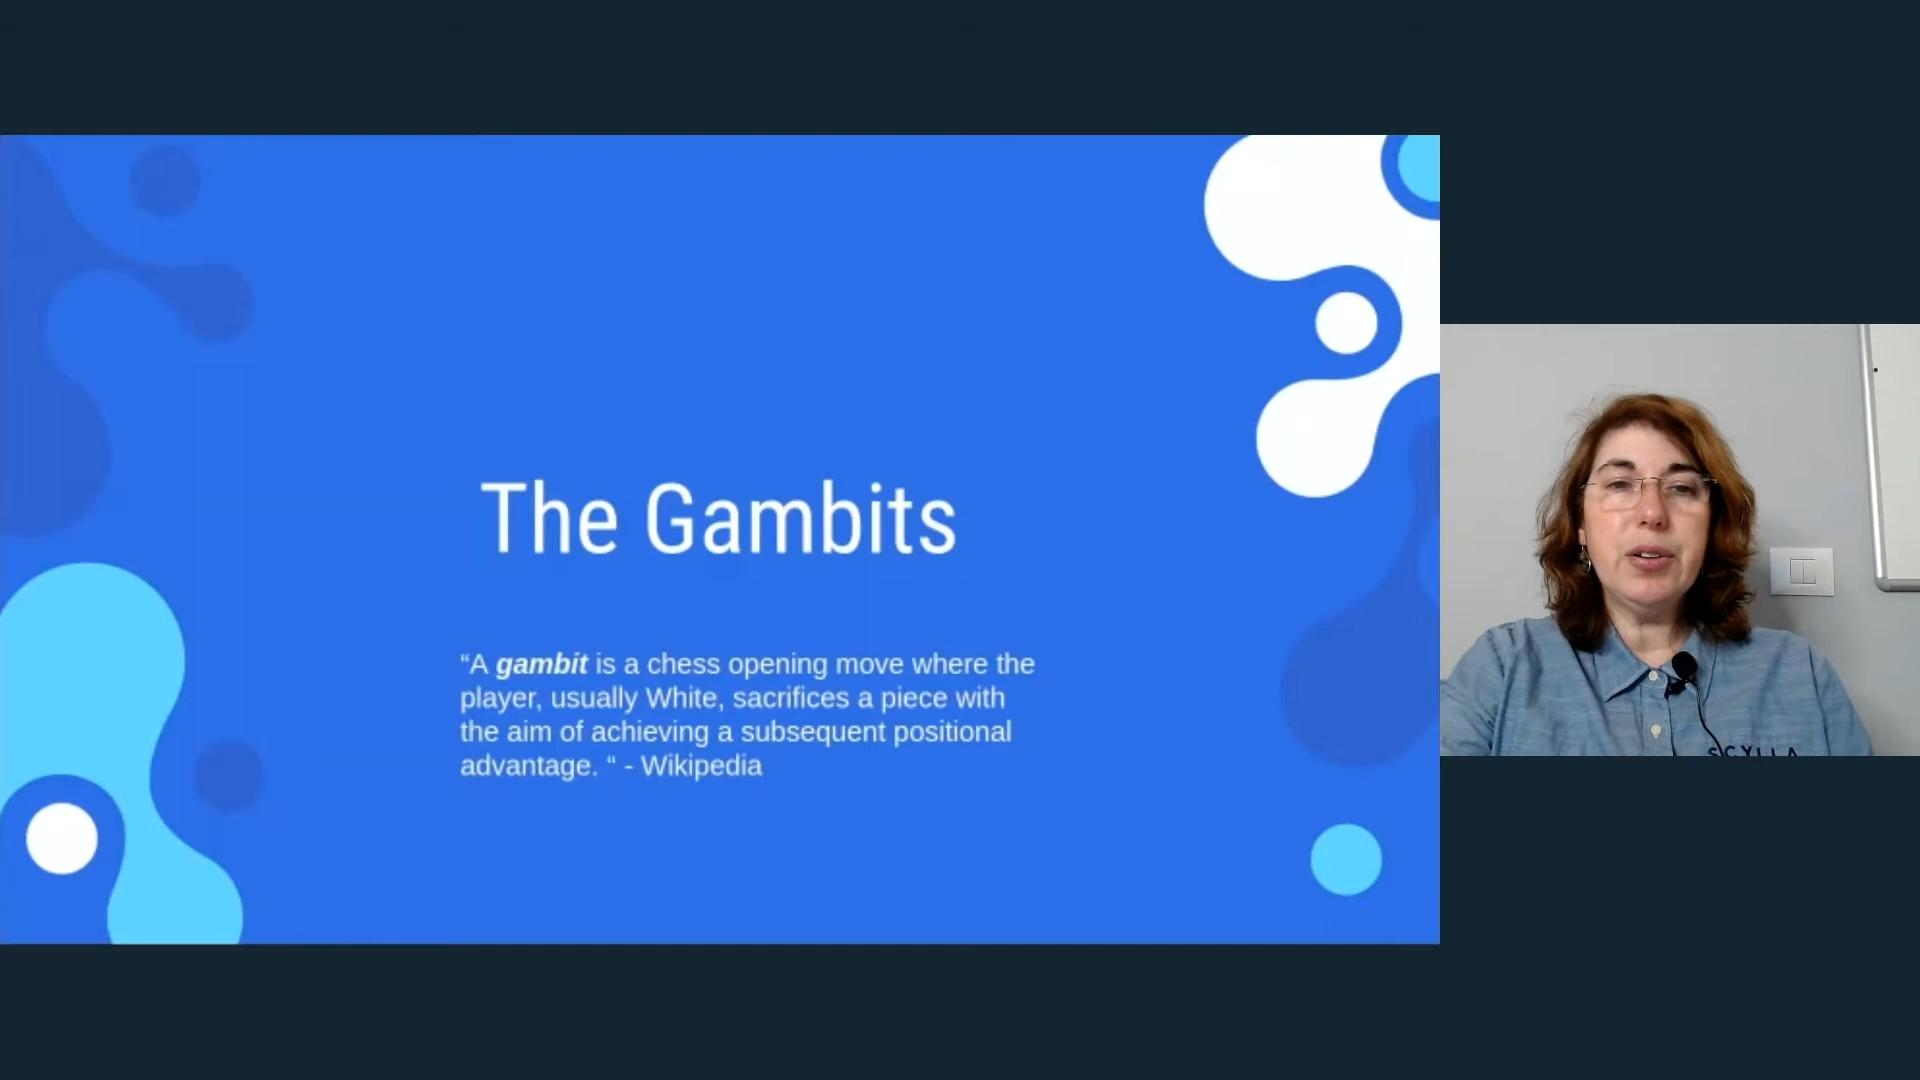 The Gambits
“A gambit is a chess opening move where the
player, usually White, sacrifices a piece with
the aim of achieving a subsequent positional
advantage. “ - Wikipedia
SCYLLA